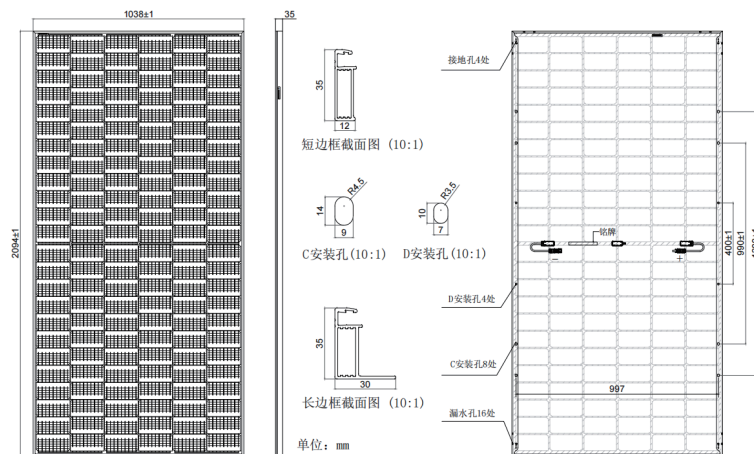 1038±1
35
2094±1
35
12
短边框截面图 (10:1)
R4.5
14
9
R3.5
10
7
C安装孔(10:1)
D安装孔(10:1)
35
30
长边框截面图 (10:1)
单位: mm
接地孔4处
铭牌
－
＋
400±1
990±1
D安装孔4处
C安装孔8处
997
漏水孔16处